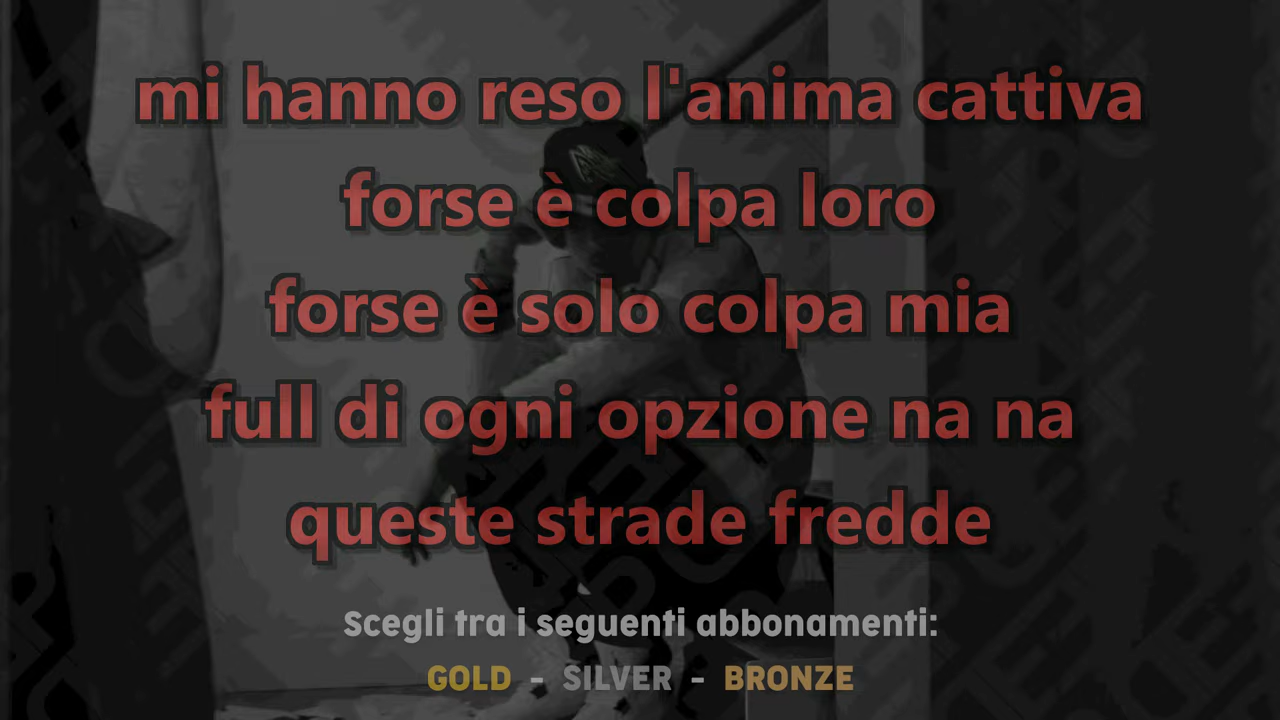 mi hanno reso l'anima cattiva
forse è colpa loro
forse è solo colpa mia
full di ogni opzione na na
queste strade fredde
Scegli tra i seguenti abbonamenti:
GOLD - SILVER - BRONZE